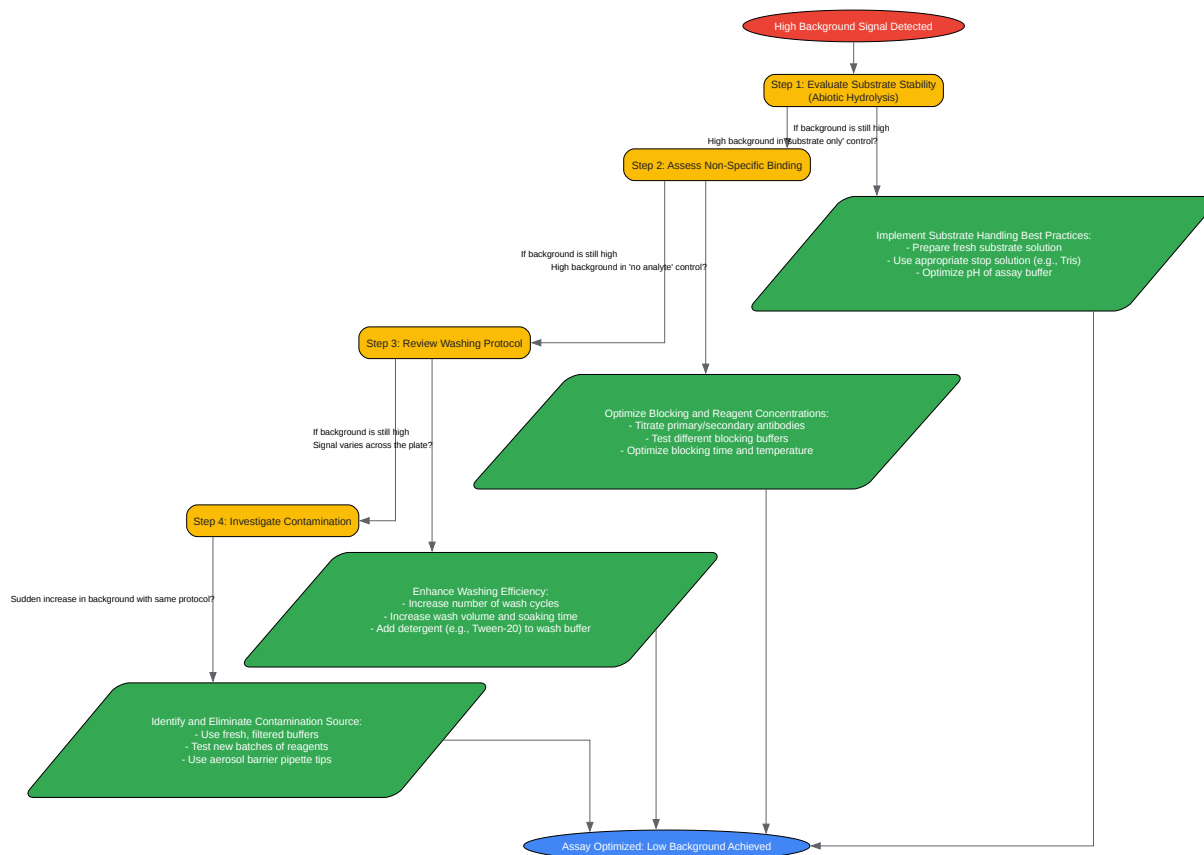 High Background Signal Detected
Step 1: Evaluate Substrate Stability
(Abiotic Hydrolysis)
If background is still high
High background in 'substrate only' control?
Step 2: Assess Non-Specific Binding
Implement Substrate Handling Best Practices:
- Prepare fresh substrate solution
- Use appropriate stop solution (e.g., Tris)
- Optimize pH of assay buffer
If background is still high
High background in 'no analyte' control?
Step 3: Review Washing Protocol
Optimize Blocking and Reagent Concentrations:
- Titrate primary/secondary antibodies
- Test different blocking buffers
- Optimize blocking time and temperature
If background is still high
Signal varies across the plate?
Step 4: Investigate Contamination
Enhance Washing Efficiency:
- Increase number of wash cycles
- Increase wash volume and soaking time
- Add detergent (e.g., Tween-20) to wash buffer
Sudden increase in background with same protocol?
Identify and Eliminate Contamination Source:
- Use fresh, filtered buffers
- Test new batches of reagents
- Use aerosol barrier pipette tips
Assay Optimized: Low Background Achieved